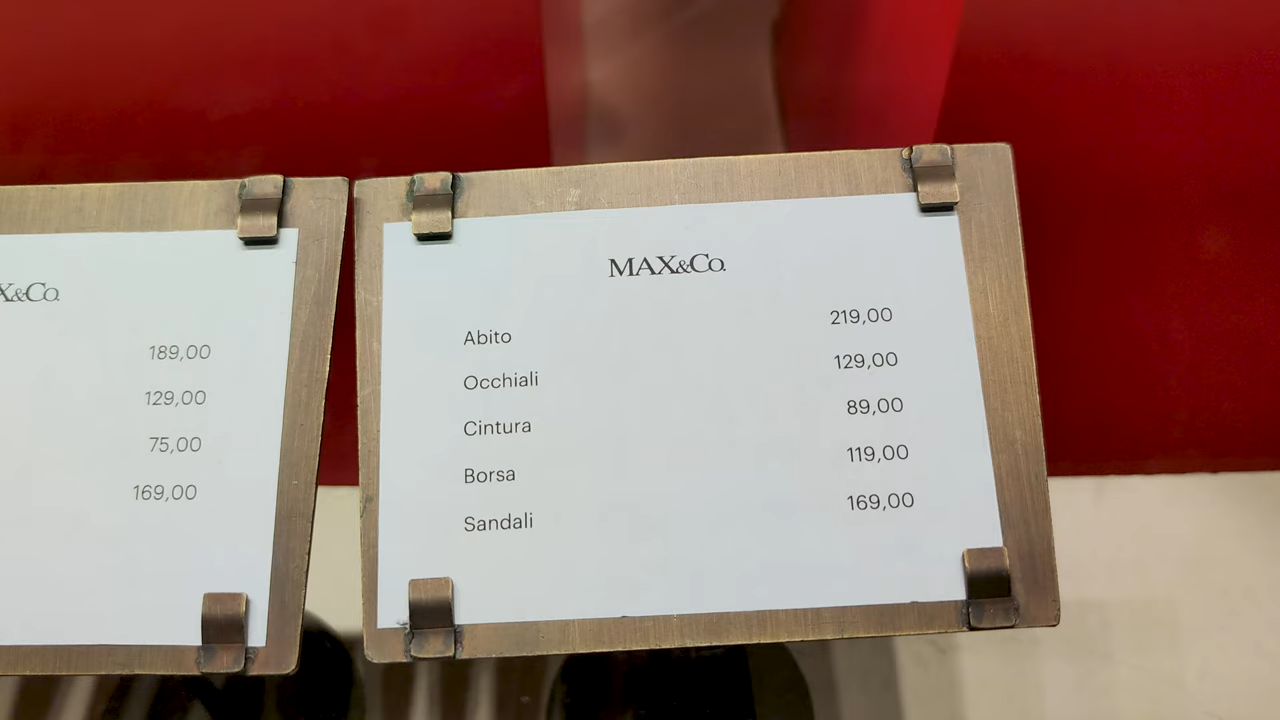 X&Co.
189,00
129,00
75,00
169,00
MAX&Co.
Abito 219,00
Occhiali 129,00
Cintura 89,00
Borsa 119,00
Sandali 169,00